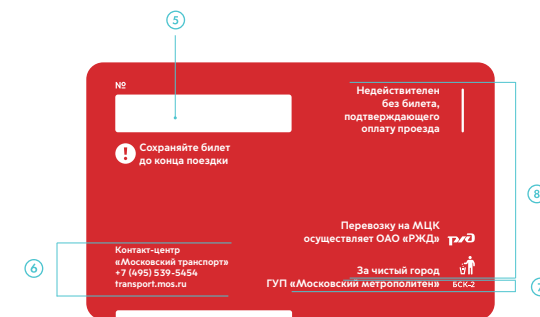 5
№
Недействителен
без билета,
подтверждающего
оплату проезда
Сохраняйте билет
до конца поездки
8
Перевозку на МЦК
осуществляет ОАО «РЖД» ржд
Контакт-центр
«Московский транспорт»
+7 (495) 539-5454
transport.mos.ru
6
За чистый город
ГУП «Московский метрополитен» БСК-2
7